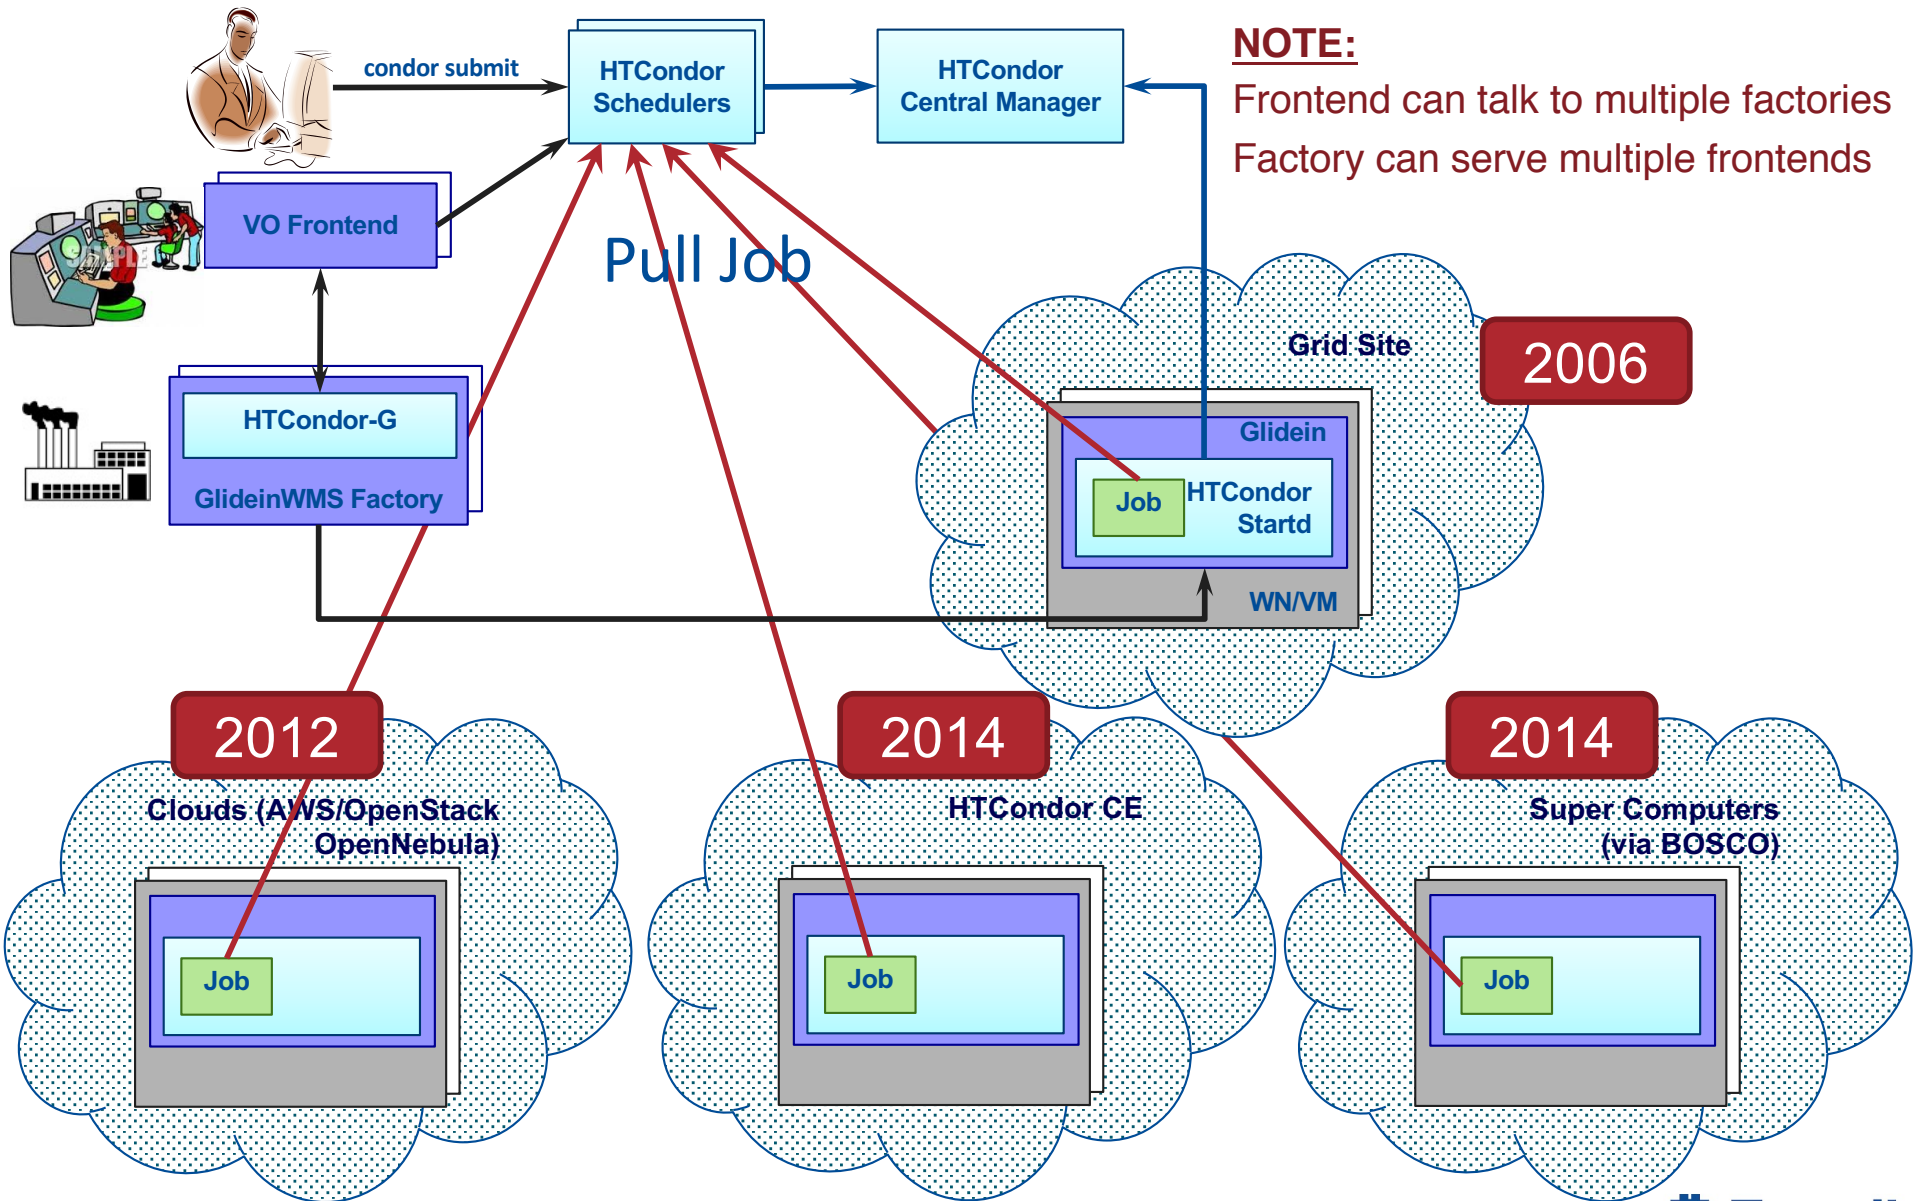 condor submit
HTCondor
Schedulers
HTCondor
Central Manager
NOTE:
Frontend can talk to multiple factories
Factory can serve multiple frontends
VO Frontend
Pull Job
HTCondor-G
GlideinWMS Factory
Grid Site
2006
Glidein
Job
HTCondor
Startd
WN/VM
2012
Clouds (AWS/OpenStack
OpenNebula)
Job
2014
HTCondor CE
Job
2014
Super Computers
(via BOSCO)
Job